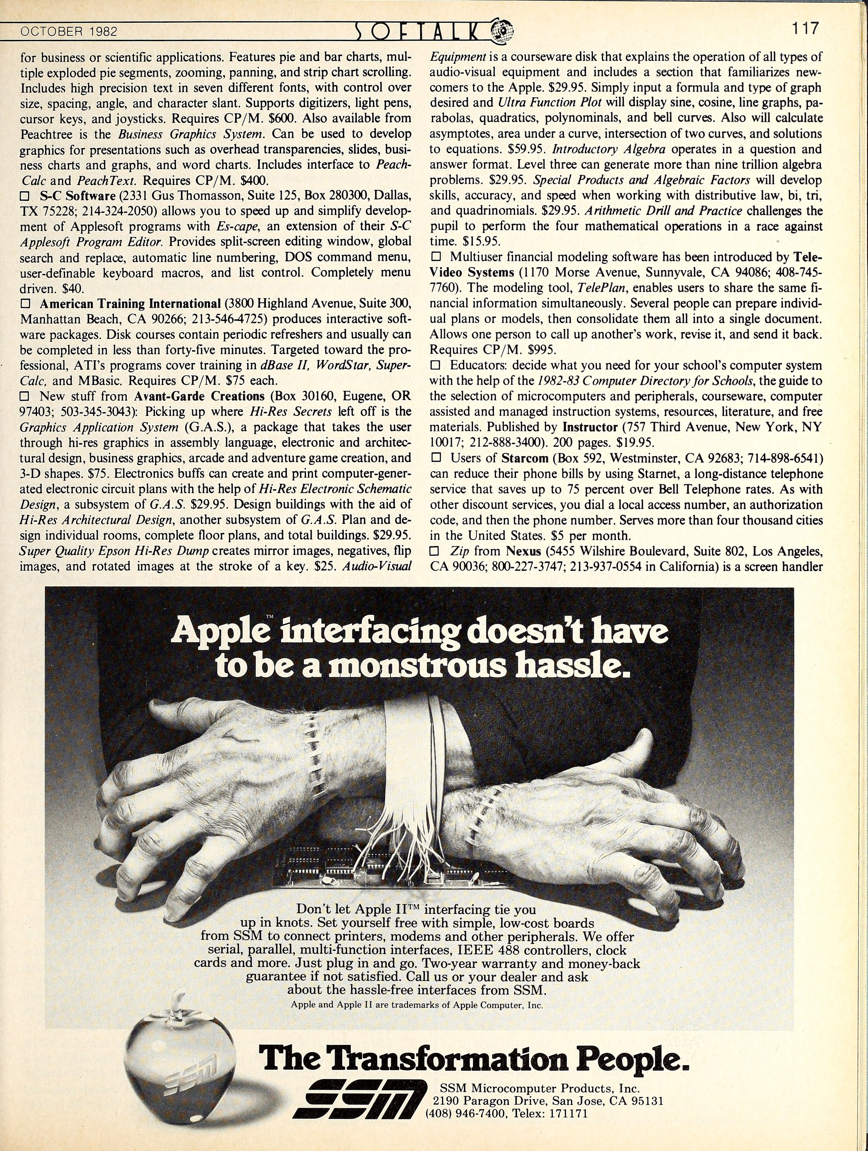 OCTOBER 1982
SOFTALK
117
for business or scientific applications. Features pie and bar charts, mul-
tiple exploded pie segments, zooming, panning, and strip chart scrolling.
Includes high precision text in seven different fonts, with control over
size, spacing, angle, and character slant. Supports digitizers, light pens,
cursor keys, and joysticks. Requires CP/M. $600. Also available from
Peachtree is the Business Graphics System. Can be used to develop
graphics for presentations such as overhead transparencies, slides, busi-
ness charts and graphs, and word charts. Includes interface to Peach-
Calc and PeachText. Requires CP/M. $400.
□ S-C Software (2331 Gus Thomasson, Suite 125, Box 280300, Dallas,
TX 75228; 214-324-2050) allows you to speed up and simplify develop-
ment of Applesoft programs with Es-cape, an extension of their S-C
Applesoft Program Editor. Provides split-screen editing window, global
search and replace, automatic line numbering, DOS command menu,
user-definable keyboard macros, and list control. Completely menu
driven. $40.
□ American Training International (3800 Highland Avenue, Suite 300,
Manhattan Beach, CA 90266; 213-546-4725) produces interactive soft-
ware packages. Disk courses contain periodic refreshers and usually can
be completed in less than forty-five minutes. Targeted toward the pro-
fessional, ATI's programs cover training in dBase II, WordStar, Super-
Calc, and MBasic. Requires CP/M. $75 each.
□ New stuff from Avant-Garde Creations (Box 30160, Eugene, OR
97403; 503-345-3043): Picking up where Hi-Res Secrets left off is the
Graphics Application System (G.A.S.), a package that takes the user
through hi-res graphics in assembly language, electronic and architec-
tural design, business graphics, arcade and adventure game creation, and
3-D shapes. $75. Electronics buffs can create and print computer-gener-
ated electronic circuit plans with the help of Hi-Res Electronic Schematic
Design, a subsystem of G.A.S. $29.95. Design buildings with the aid of
Hi-Res Architectural Design, another subsystem of G.A.S. Plan and de-
sign individual rooms, complete floor plans, and total buildings. $29.95.
Super Quality Epson Hi-Res Dump creates mirror images, negatives, flip
images, and rotated images at the stroke of a key. $25. Audio-Visual
Equipment is a courseware disk that explains the operation of all types of
audio-visual equipment and includes a section that familiarizes new-
comers to the Apple. $29.95. Simply input a formula and type of graph
desired and Ultra Function Plot will display sine, cosine, line graphs, pa-
rabolas, quadratics, polynominals, and bell curves. Also will calculate
asymptotes, area under a curve, intersection of two curves, and solutions
to equations. $59.95. Introductory Algebra operates in a question and
answer format. Level three can generate more than nine trillion algebra
problems. $29.95. Special Products and Algebraic Factors will develop
skills, accuracy, and speed when working with distributive law, bi, tri,
and quadrinomials. $29.95. Arithmetic Drill and Practice challenges the
pupil to perform the four mathematical operations in a race against
time. $15.95.
□ Multiuser financial modeling software has been introduced by Tele-
Video Systems (1170 Morse Avenue, Sunnyvale, CA 94086; 408-745-
7760). The modeling tool, TelePlan, enables users to share the same fi-
nancial information simultaneously. Several people can prepare individ-
ual plans or models, then consolidate them all into a single document.
Allows one person to call up another's work, revise it, and send it back.
Requires CP/M. $995.
□ Educators: decide what you need for your school's computer system
with the help of the 1982-83 Computer Directory for Schools, the guide to
the selection of microcomputers and peripherals, courseware, computer
assisted and managed instruction systems, resources, literature, and free
materials. Published by Instructor (757 Third Avenue, New York, NY
10017; 212-888-3400). 200 pages. $19.95.
□ Users of Starcom (Box 592, Westminster, CA 92683; 714-898-6541)
can reduce their phone bills by using Starnet, a long-distance telephone
service that saves up to 75 percent over Bell Telephone rates. As with
other discount services, you dial a local access number, an authorization
code, and then the phone number. Serves more than four thousand cities
in the United States. $5 per month.
□ Zip from Nexus (5455 Wilshire Boulevard, Suite 802, Los Angeles,
CA 90036; 800-227-3747; 213-937-0554 in California) is a screen handler
Apple™ interfacing doesn't have
to be a monstrous hassle.
Don't let Apple II™ interfacing tie you
up in knots. Set yourself free with simple, low-cost boards
from SSM to connect printers, modems and other peripherals. We offer
serial, parallel, multi-function interfaces, IEEE 488 controllers, clock
cards and more. Just plug in and go. Two-year warranty and money-back
guarantee if not satisfied. Call us or your dealer and ask
about the hassle-free interfaces from SSM.
Apple and Apple II are trademarks of Apple Computer, Inc.
SSM
The Transformation People.
SSM
SSM Microcomputer Products, Inc.
2190 Paragon Drive, San Jose, CA 95131
(408) 946-7400, Telex: 171171